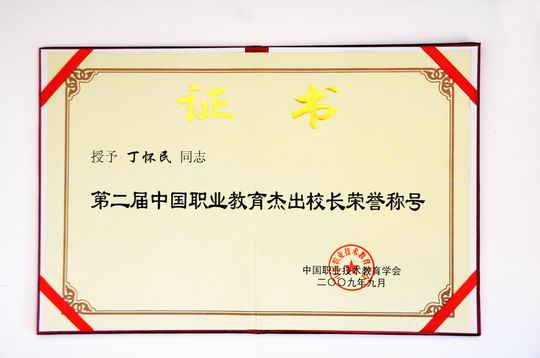 证书
授予 丁怀民 同志
第二届中国职业教育杰出校长荣誉称号
中国职业技术教育学会
二〇〇九年九月